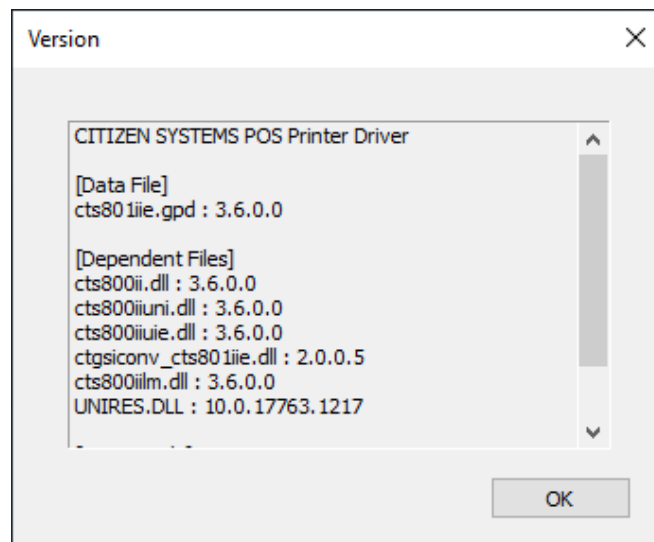 Version
CITIZEN SYSTEMS POS Printer Driver
[Data File]
cts801iie.gpd : 3.6.0.0
[Dependent Files]
cts800ii.dll : 3.6.0.0
cts800iiuni.dll : 3.6.0.0
cts800iiuie.dll : 3.6.0.0
ctgsiconv_cts801iie.dll : 2.0.0.5
cts800iilm.dll : 3.6.0.0
UNIRES.DLL : 10.0.17763.1217
OK